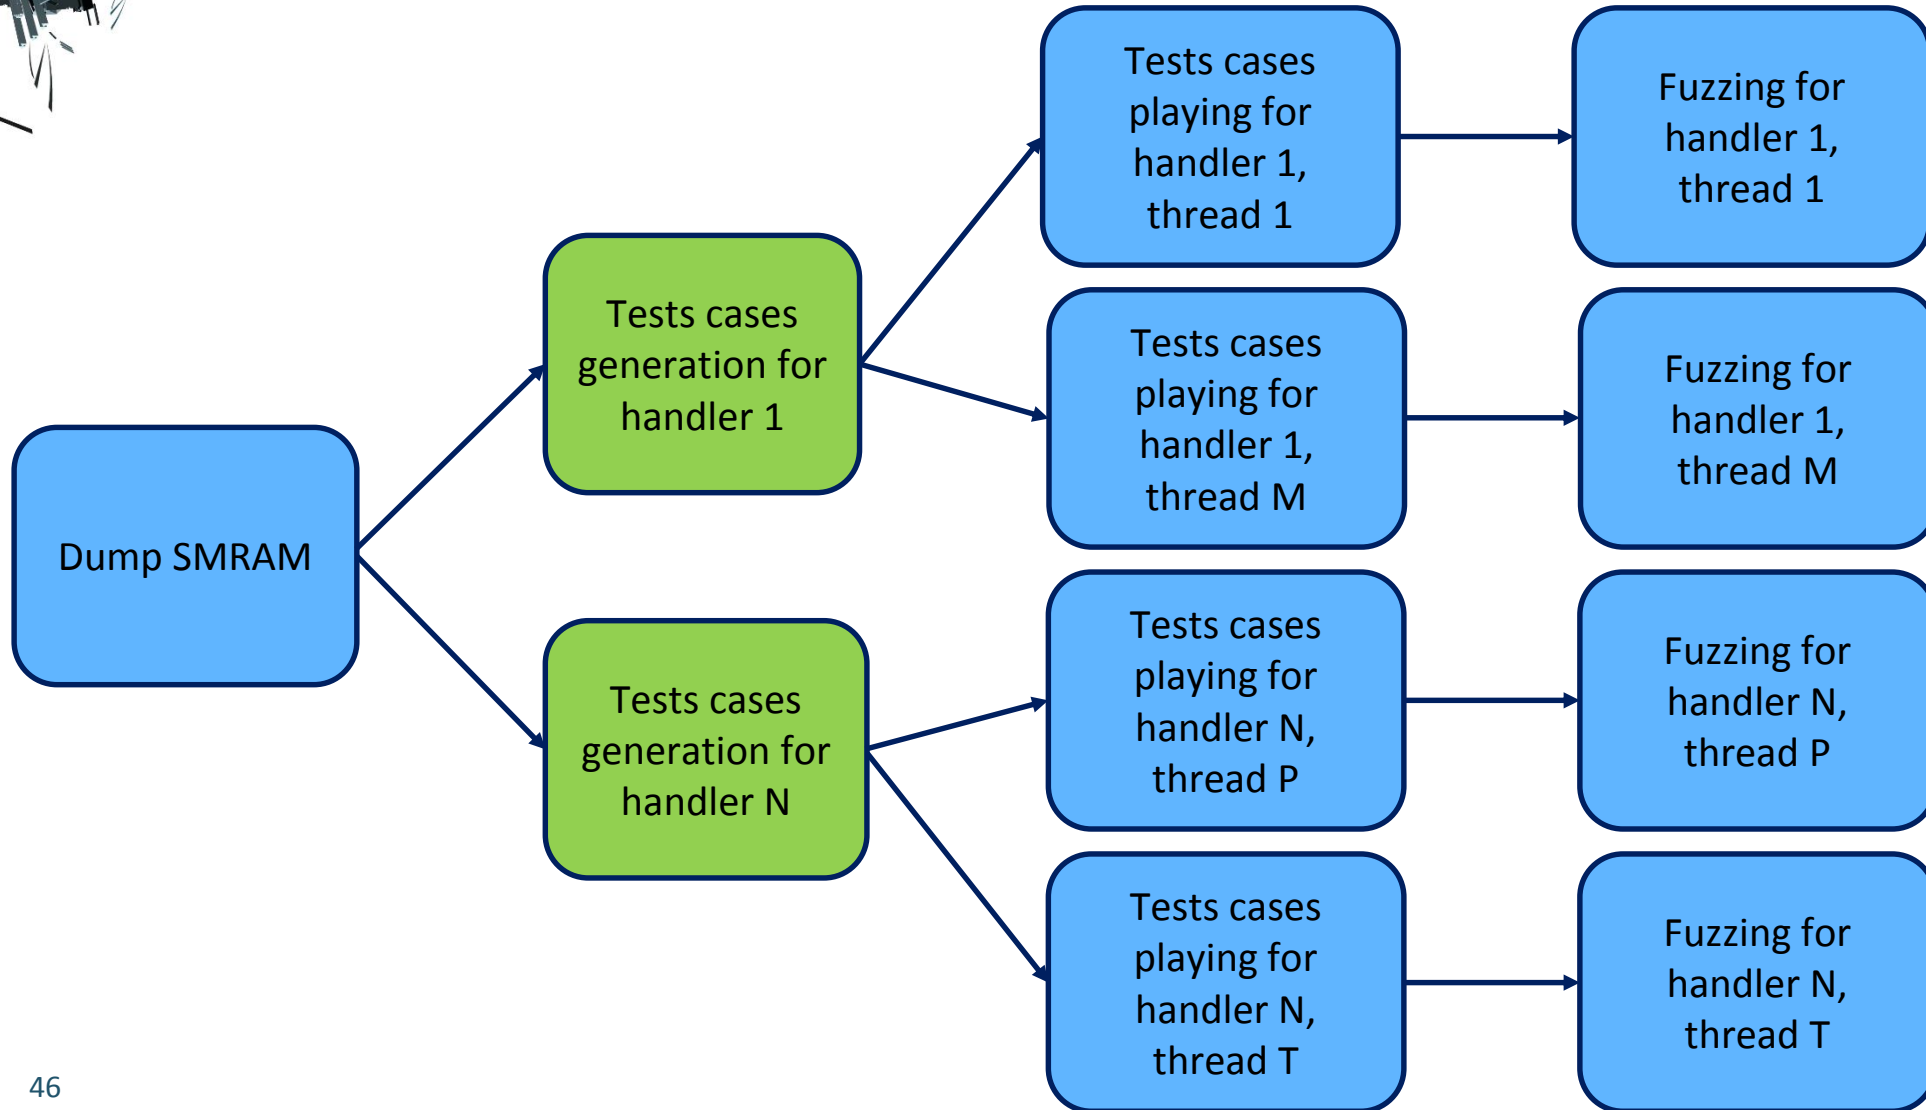 Dump SMRAM
Tests cases
generation for
handler 1
Tests cases
generation for
handler N
Tests cases
playing for
handler 1,
thread 1
Fuzzing for
handler 1,
thread 1
Tests cases
playing for
handler 1,
thread M
Fuzzing for
handler 1,
thread M
Tests cases
playing for
handler N,
thread P
Fuzzing for
handler N,
thread P
Tests cases
playing for
handler N,
thread T
Fuzzing for
handler N,
thread T
46